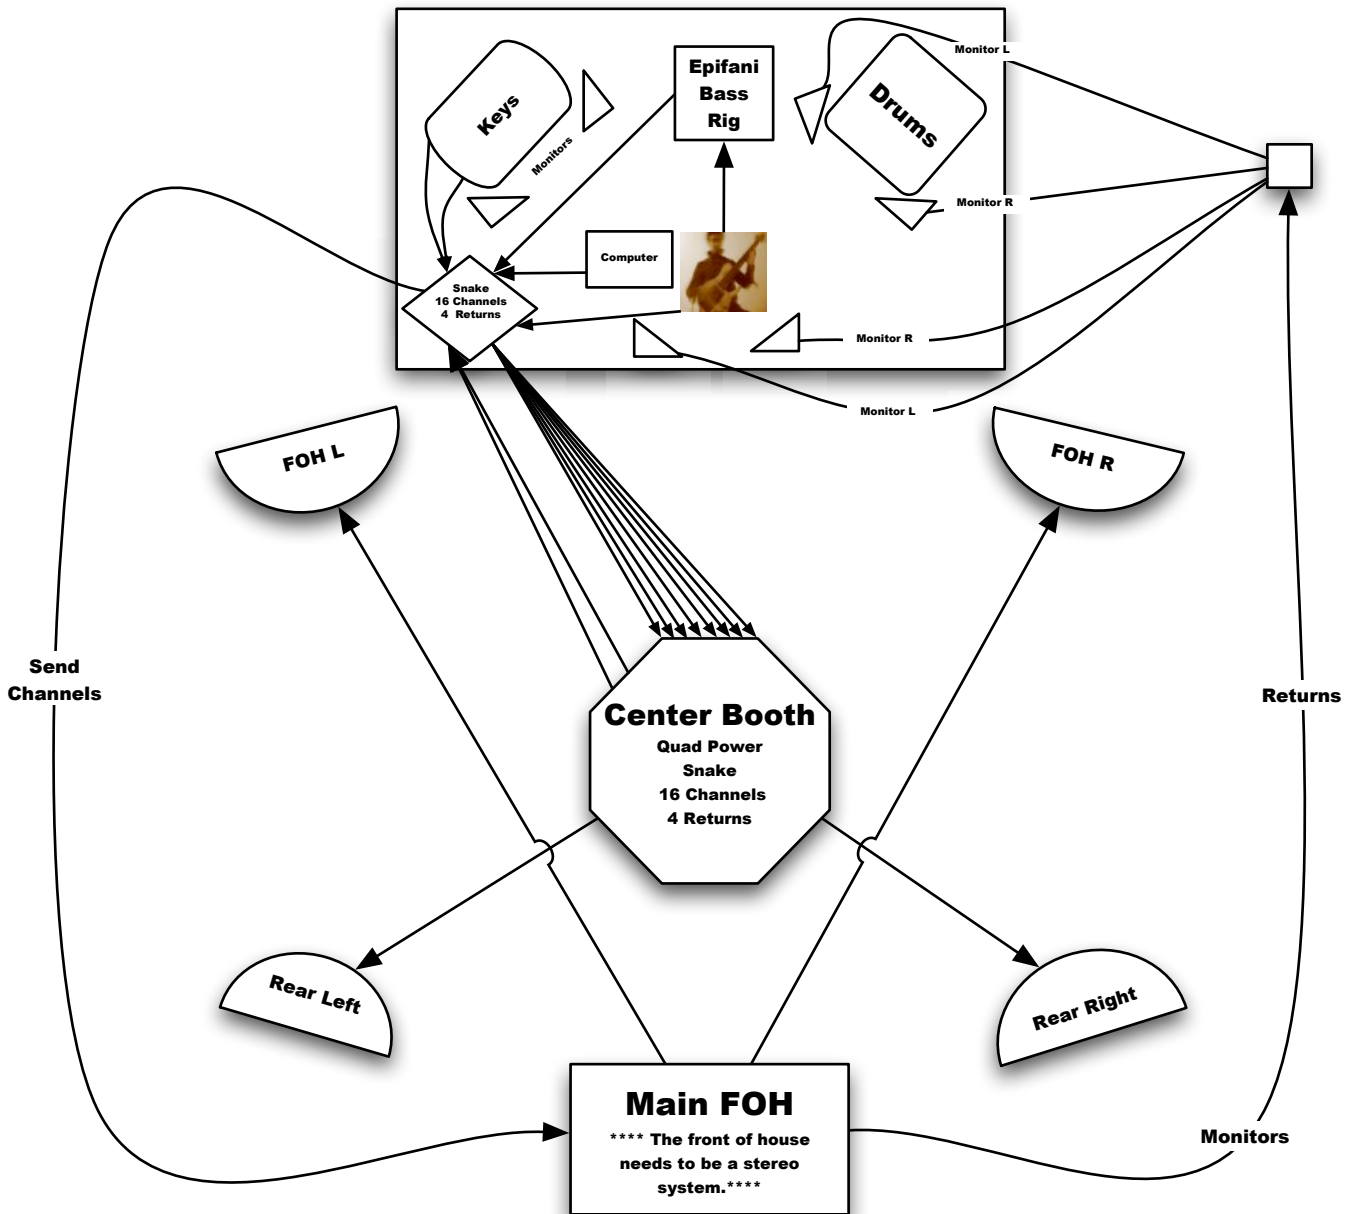 Monitor L
Epifani
Bass
Rig
Keys
Drums
Monitors
Monitor R
Computer
Snake
16 Channels
4 Returns
Monitor R
Monitor L
FOH L
FOH R
Send
Channels
Returns
Center Booth
Quad Power
Snake
16 Channels
4 Returns
Rear Left
Rear Right
Main FOH
**** The front of house
needs to be a stereo
system.****
Monitors